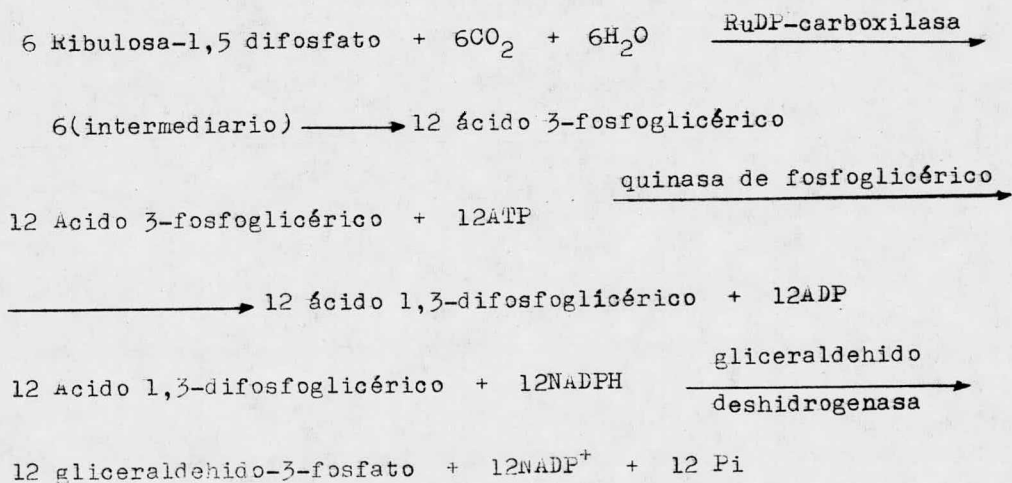 RuDP-carboxilasa
6 Ribulosa-1,5 difosfato + 6CO2 + 6H2O
6(intermediario) → 12 ácido 3-fosfoglicérico
quinasa de fosfoglicérico
12 Acido 3-fosfoglicérico + 12ATP
→ 12 ácido 1,3-difosfoglicérico + 12ADP
gliceraldehido
12 Acido 1,3-difosfoglicérico + 12NADPH →
deshidrogenasa
12 gliceraldehido-3-fosfato + 12NADP+ + 12 Pi